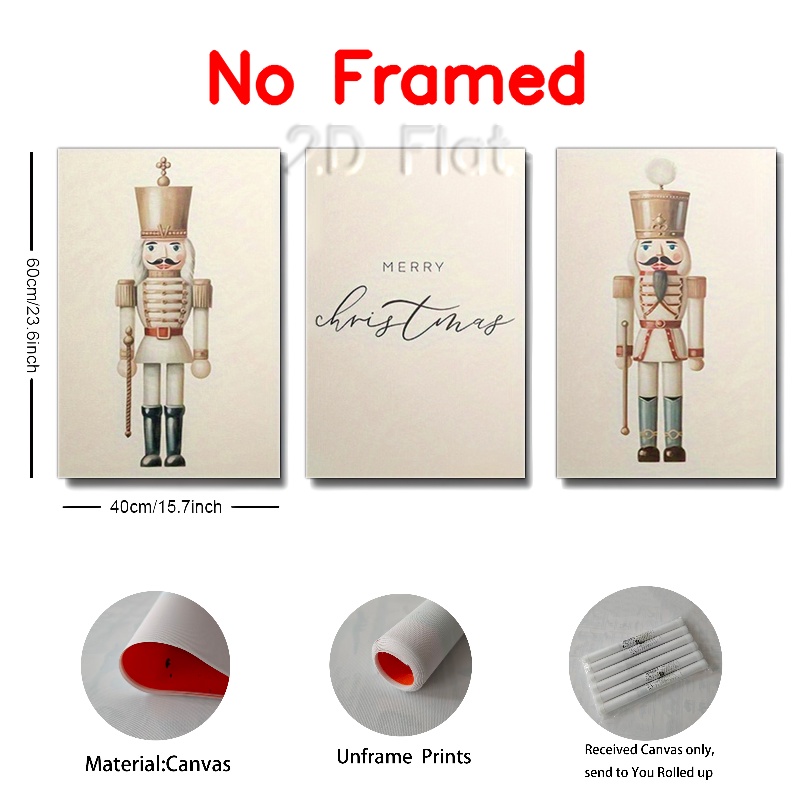 No Framed
2.D Flat.
60cm/23.6inch
MERRY
christmas
40cm/15.7inch
Material:Canvas
Unframe Prints
Received Canvas only,
send to You Rolled up